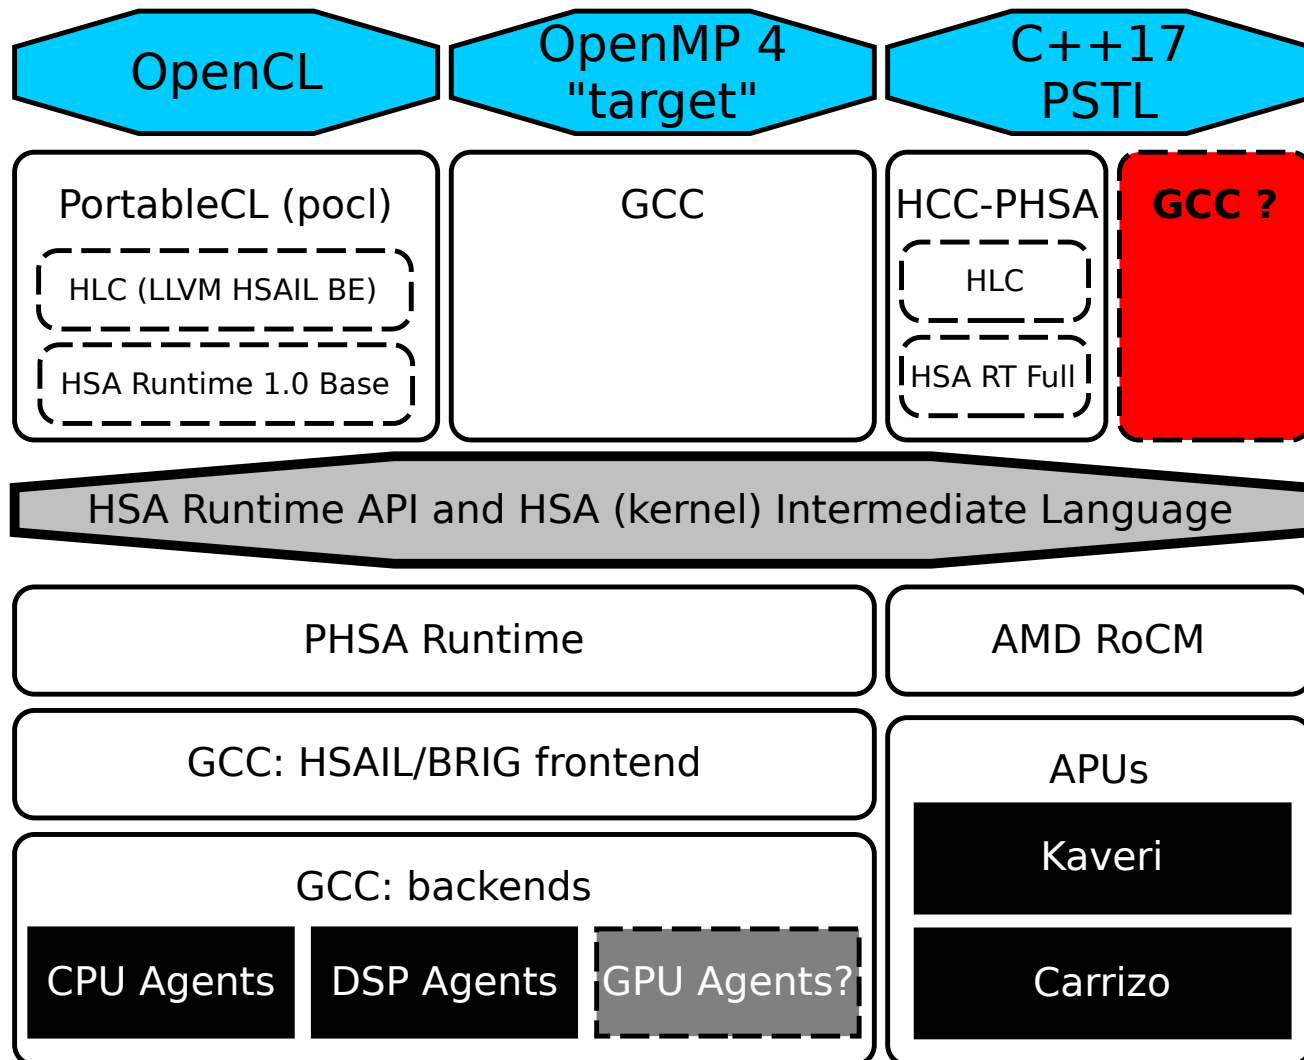 OpenCL
OpenMP 4
"target"
C++17
PSTL
PortableCL (pocl)
HLC (LLVM HSAIL BE)
HSA Runtime 1.0 Base
GCC
HCC-PHSA
HLC
HSA RT Full
GCC ?
HSA Runtime API and HSA (kernel) Intermediate Language
PHSA Runtime
AMD RoCM
GCC: HSAIL/BRIG frontend
APUs
Kaveri
Carrizo
GCC: backends
CPU Agents
DSP Agents
GPU Agents?